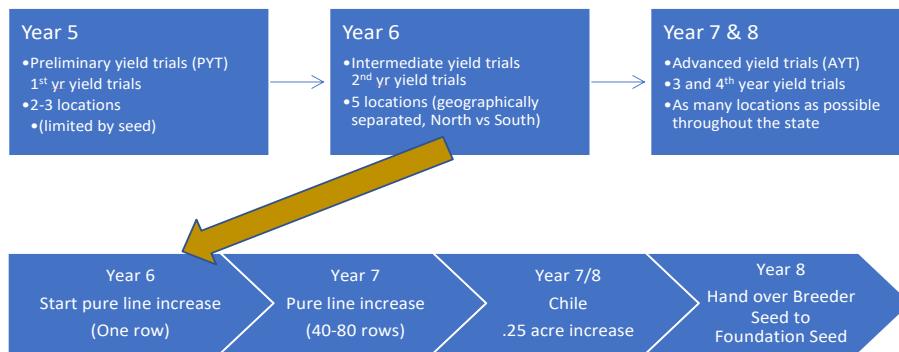 Year 5
•Preliminary yield trials (PYT)
1st yr yield trials
•2-3 locations
•(limited by seed)
Year 6
•Intermediate yield trials
2nd yr yield trials
•5 locations (geographically
separated, North vs South)
Year 7 & 8
•Advanced yield trials (AYT)
•3 and 4th year yield trials
•As many locations as possible
throughout the state
Year 6
Start pure line increase
(One row)
Year 7
Pure line increase
(40-80 rows)
Year 7/8
Chile
.25 acre increase
Year 8
Hand over Breeder
Seed to
Foundation Seed